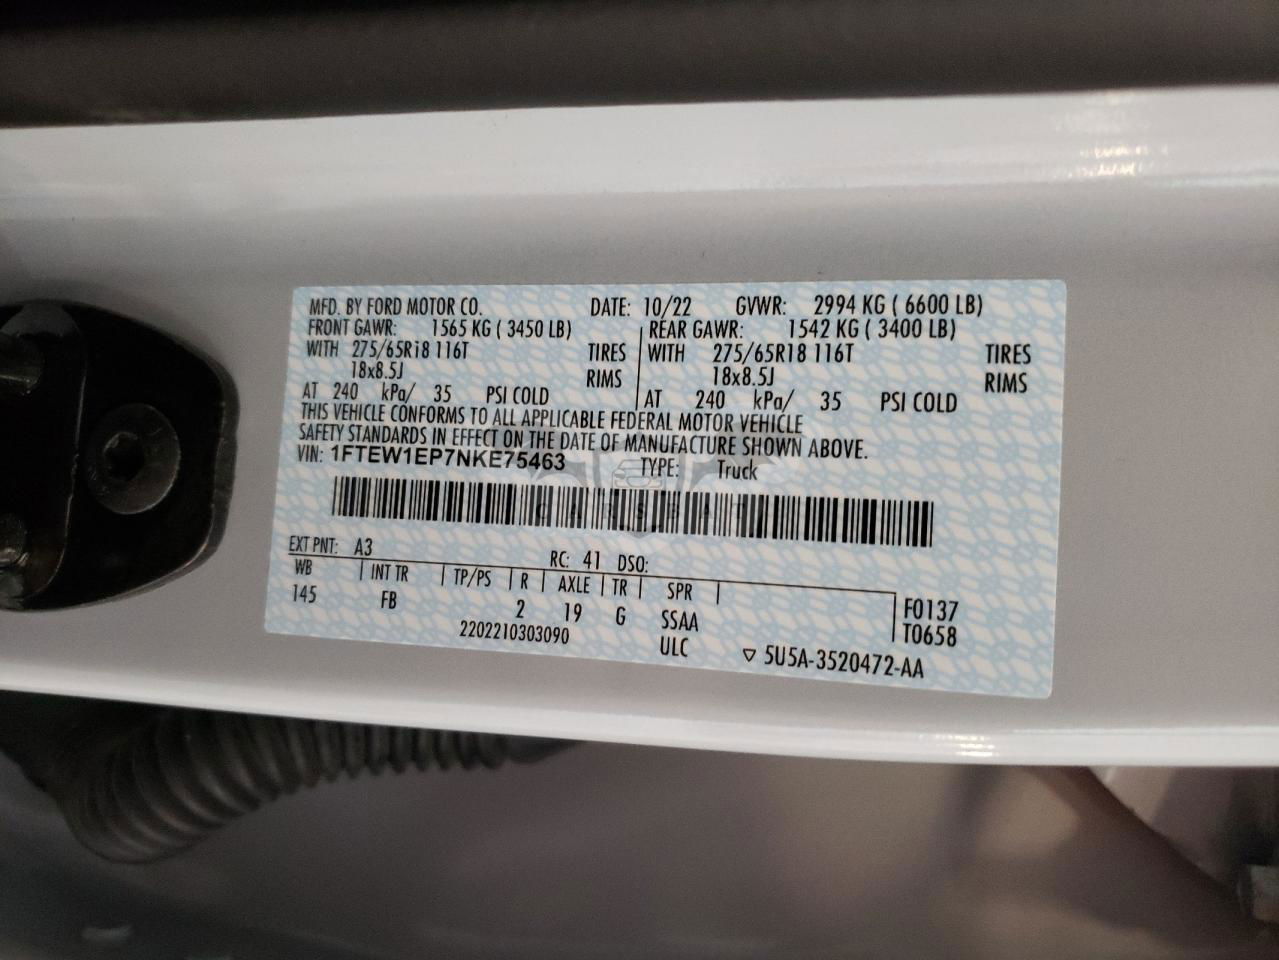 MFD. BY FORD MOTOR CO. DATE: 10/22 GVWR: 2994 KG ( 6600 LB)
FRONT GAWR: 1565 KG ( 3450 LB) REAR GAWR: 1542 KG ( 3400 LB)
WITH 275/65R18 116T TIRES WITH 275/65R18 116T TIRES
18x8.5J RIMS 18x8.5J RIMS
AT 240 kPa/ 35 PSI COLD AT 240 kPa/ 35 PSI COLD
THIS VEHICLE CONFORMS TO ALL APPLICABLE FEDERAL MOTOR VEHICLE
SAFETY STANDARDS IN EFFECT ON THE DATE OF MANUFACTURE SHOWN ABOVE.
VIN: 1FTEW1EP7NKE75463 TYPE: Truck
EXT PNT: A3 RC: 41 DSO:
WB INT TR TP/PS R AXLE TR SPR
145 FB 2 19 G SSAA F0137
2202210303090 ULC T0658
▽ 5U5A-3520472-AA